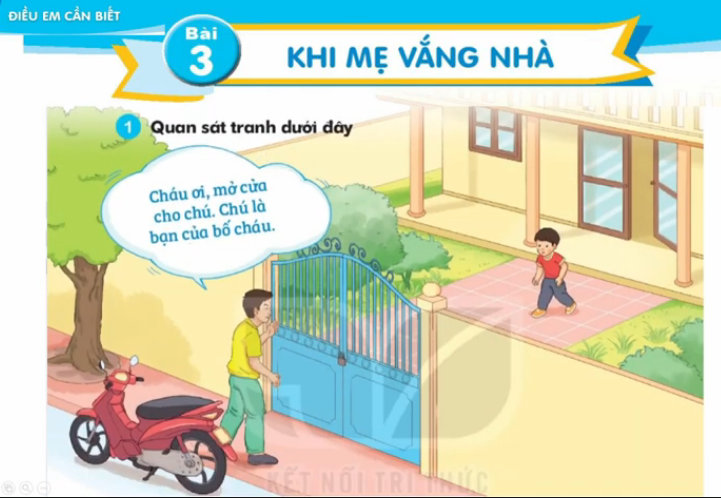 ĐIỀU EM CẦN BIẾT
Bài
3
KHI MẸ VẮNG NHÀ
1 Quan sát tranh dưới đây
Cháu ơi, mở cửa
cho chú. Chú là
bạn của bố cháu.
KẾT NỐI TRI THỨC